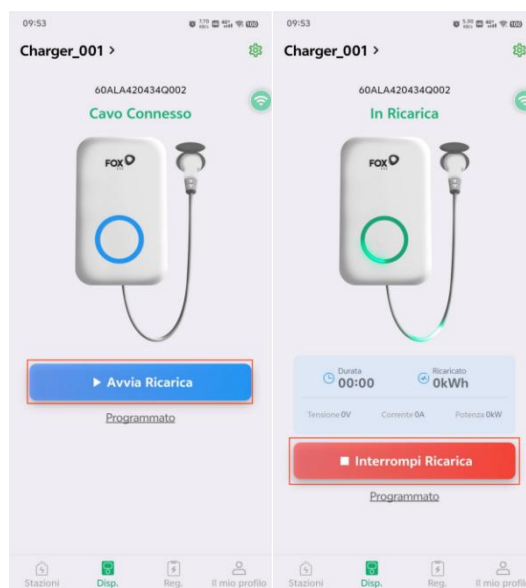 09:53
Charger_001 >
60ALA420434Q002
Cavo Connesso
FOX
Avvia Ricarica
Programmato
Stazioni
Disp.
Reg.
Il mio profilo
09:53
Charger_001 >
60ALA420434Q002
In Ricarica
FOX
Durata
00:00
Ricaricato
0kWh
Tensione 0V
Corrente 0A
Potenza 0kW
Interrompi Ricarica
Programmato
Stazioni
Disp.
Reg.
Il mio profilo